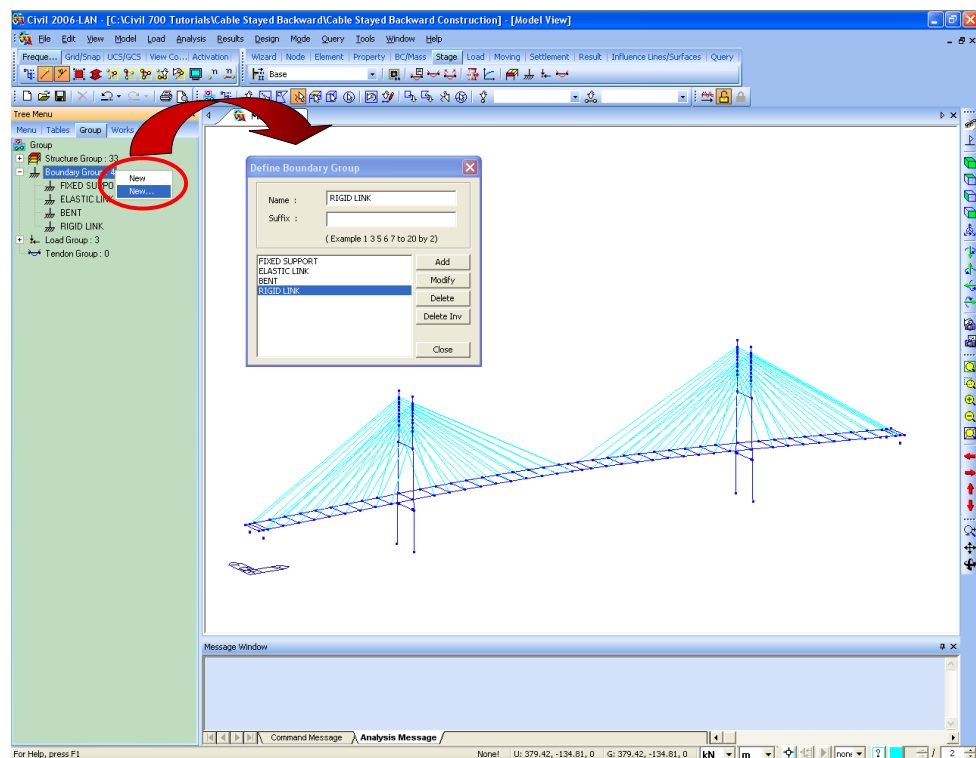 Civil 2006-LAN - [C:\Civil 700 Tutorials\Cable Stayed Backward\Cable Stayed Backward Construction] - [Model View]
File Edit View Model Load Analysis Results Design Mode Query Tools Window Help
Freque... Grid/Snap UCS/GCS View Co... Activation Wizard Node Element Property BC/Mass Stage Load Moving Settlement Result Influence Lines/Surfaces Query
Base
Tree Menu
Menu Tables Group Works
Group
Structure Group : 33
Boundary Group : 4
FIXED SUPPO
ELASTIC LINK
BENT
RIGID LINK
Load Group : 3
Tendon Group : 0
New
New...
Define Boundary Group
Name :
RIGID LINK
Suffix :
( Example 1 3 5 6 7 to 20 by 2)
FIXED SUPPORT
ELASTIC LINK
BENT
RIGID LINK
Add
Modify
Delete
Delete Inv
Close
Message Window
Command Message Analysis Message
For Help, press F1
None! U: 379.42, -134.81, 0 G: 379.42, -134.81, 0 kN m none 2 / 2